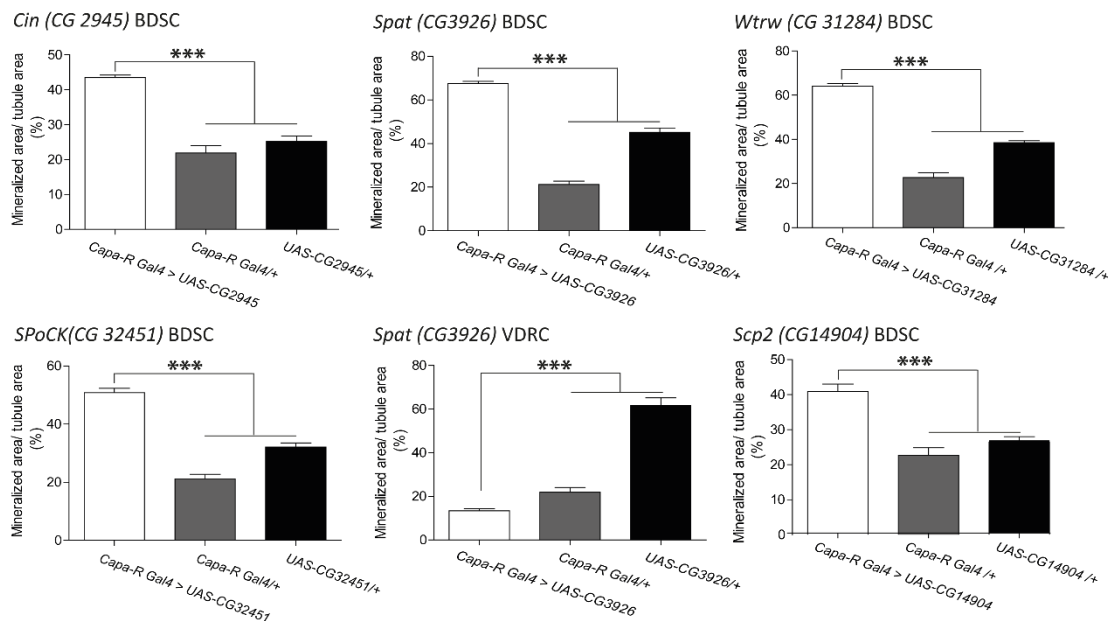 Cin (CG 2945) BDSC
Mineralized area/ tubule area
(%)
50
40
30
20
10
0
***
Capa-R Gal4 > UAS-CG2945
Capa-R Gal4/+
UAS-CG2945/+
Spat (CG3926) BDSC
Mineralized area/ tubule area
(%)
80
60
40
20
0
***
Capa-R Gal4 > UAS-CG3926
Capa-R Gal4/+
UAS-CG3926/+
Wtrw (CG 31284) BDSC
Mineralized area/ tubule area
(%)
80
60
40
20
0
***
Capa-R Gal4 > UAS-CG31284
Capa-R Gal4 /+
UAS-CG31284 /+
SPoCK(CG 32451) BDSC
Mineralized area/ tubule area
(%)
60
40
20
0
***
Capa-R Gal4 > UAS-CG32451
Capa-R Gal4/+
UAS-CG32451/+
Spat (CG3926) VDRC
Mineralized area/ tubule area
(%)
80
60
40
20
0
***
Capa-R Gal4 > UAS-CG3926
Capa-R Gal4/+
UAS-CG3926/+
Scp2 (CG14904) BDSC
Mineralized area/ tubule area
(%)
50
40
30
20
10
0
***
Capa-R Gal4 > UAS-CG14904
Capa-R Gal4 /+
UAS-CG14904 /+